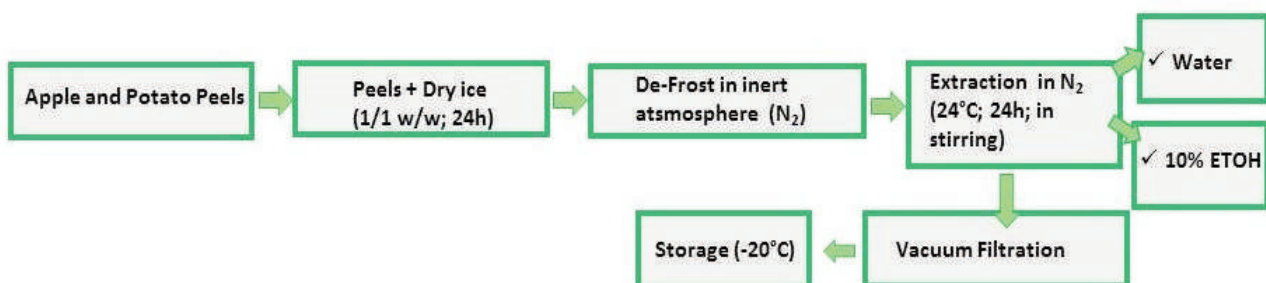 Apple and Potato Peels
Peels + Dry ice
(1/1 w/w; 24h)
De-Frost in inert
atsmosphere (N₂)
Extraction in N₂
(24°C; 24h; in
stirring)
✓ Water
✓ 10% ETOH
Storage (-20°C)
Vacuum Filtration